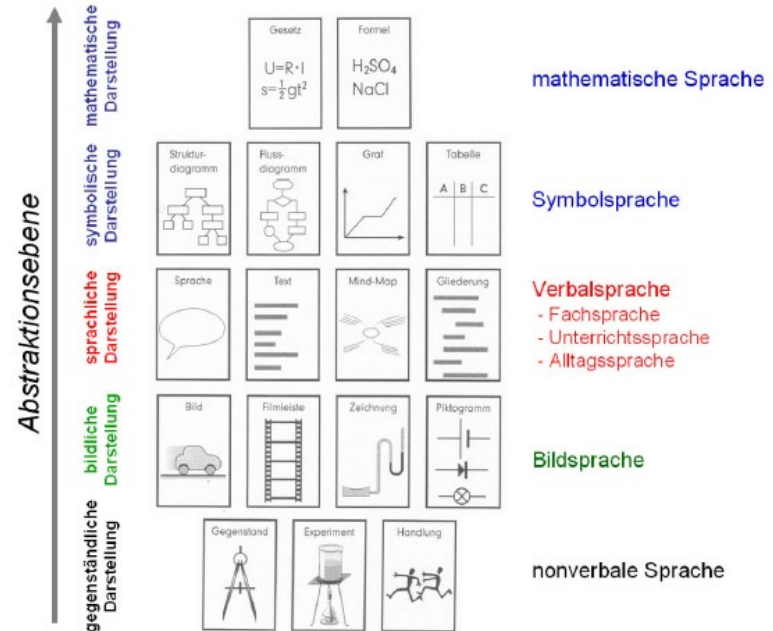 Abstraktionsebene
mathematische
Darstellung
Gesetz
U=R·I
s=½gt²
Formel
H₂SO₄
NaCl
mathematische Sprache
symbolische
Darstellung
Struktur-
diagramm
Fluss-
diagramm
Graf
Tabelle
A B C
Symbolsprache
sprachliche
Darstellung
Sprache
Text
Mind-Map
Gliederung
Verbalsprache
- Fachsprache
- Unterrichtssprache
- Alltagssprache
bildliche
Darstellung
Bild
Filmleiste
Zeichnung
Piktogramm
Bildsprache
gegenständliche
Darstellung
Gegenstand
Experiment
Handlung
nonverbale Sprache